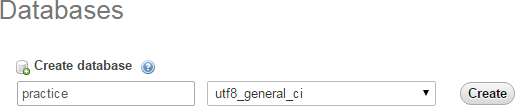 Databases
Create database
practice utf8_general_ci Create